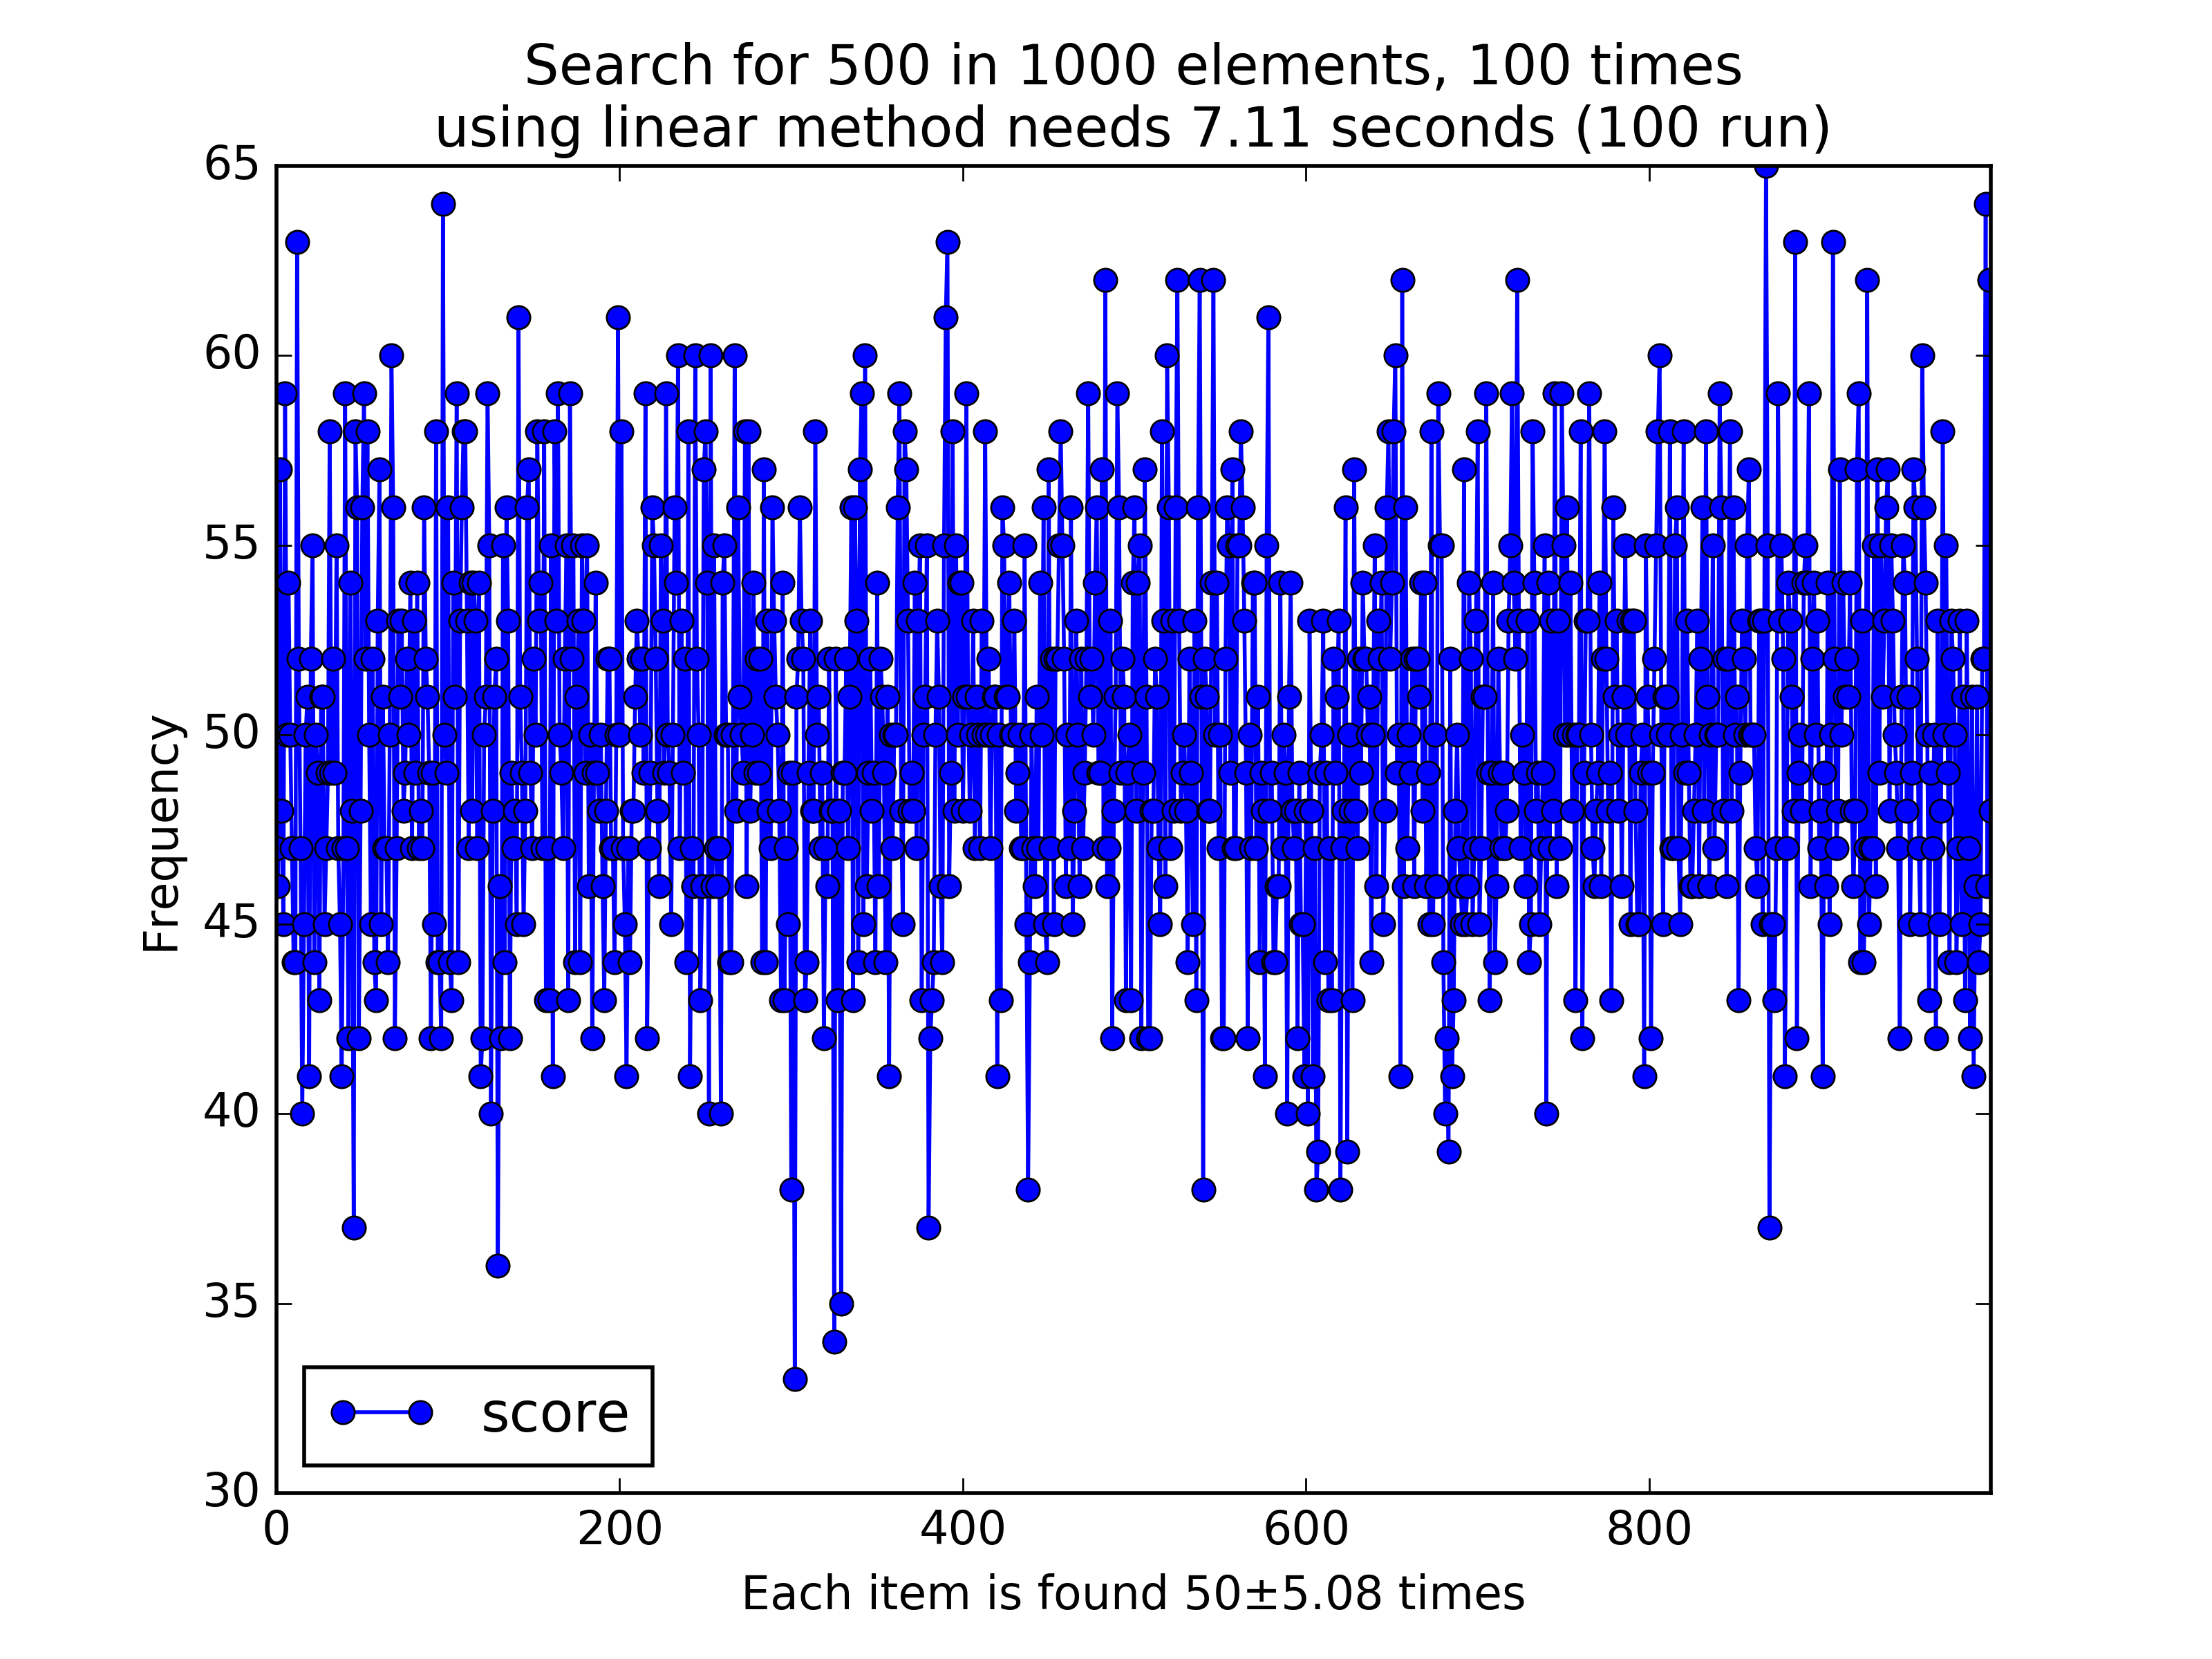 Search for 500 in 1000 elements, 100 times
using linear method needs 7.11 seconds (100 run)
65
60
55
50
45
40
35
30
Frequency
score
0 200 400 600 800
Each item is found 50±5.08 times